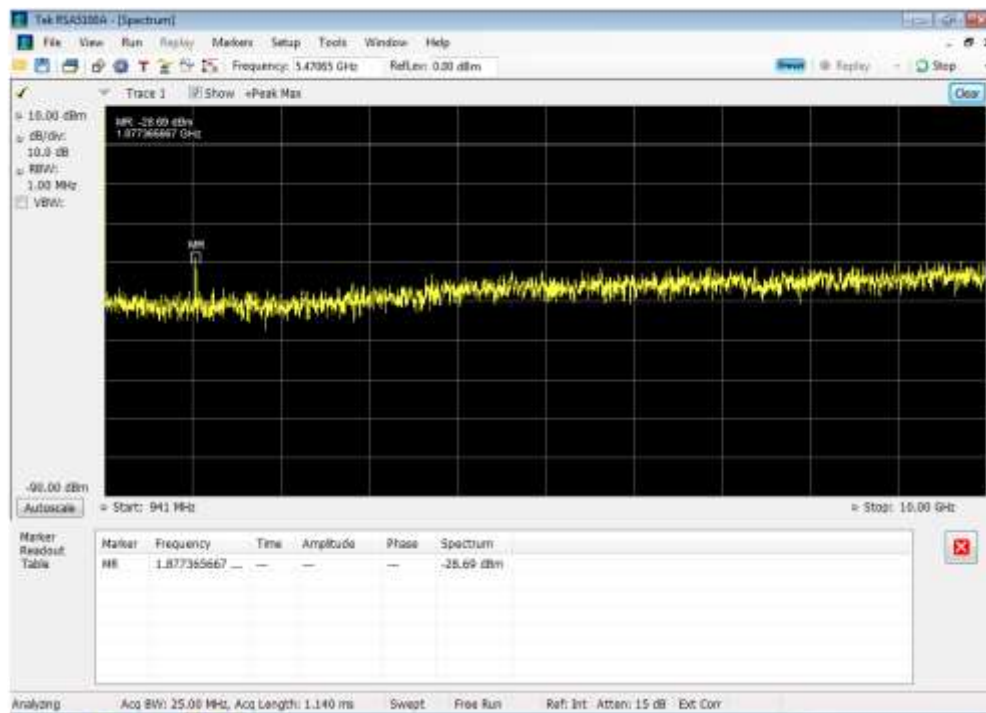 Tek RSA5100A - [Spectrum]
File View Run Replay Markers Setup Tools Window Help
Frequency: 5.47065 GHz RefLev: 0.00 dBm Preset Replay Stop
Trace 1 Show +Peak Max Clear
10.00 dBm
dB/div:
10.0 dB
RBW:
1.00 MHz
VBW:
MR: -28.69 dBm
1.877365667 GHz
MR
-90.00 dBm
Autoscale Start: 941 MHz Stop: 10.00 GHz
Marker Readout Table
Marker Frequency Time Amplitude Phase Spectrum
MR 1.877365667 ... --- --- --- -28.69 dBm
Analyzing Acq BW: 25.00 MHz, Acq Length: 1.140 ms Swept Free Run Ref: Int Atten: 15 dB Ext Corr